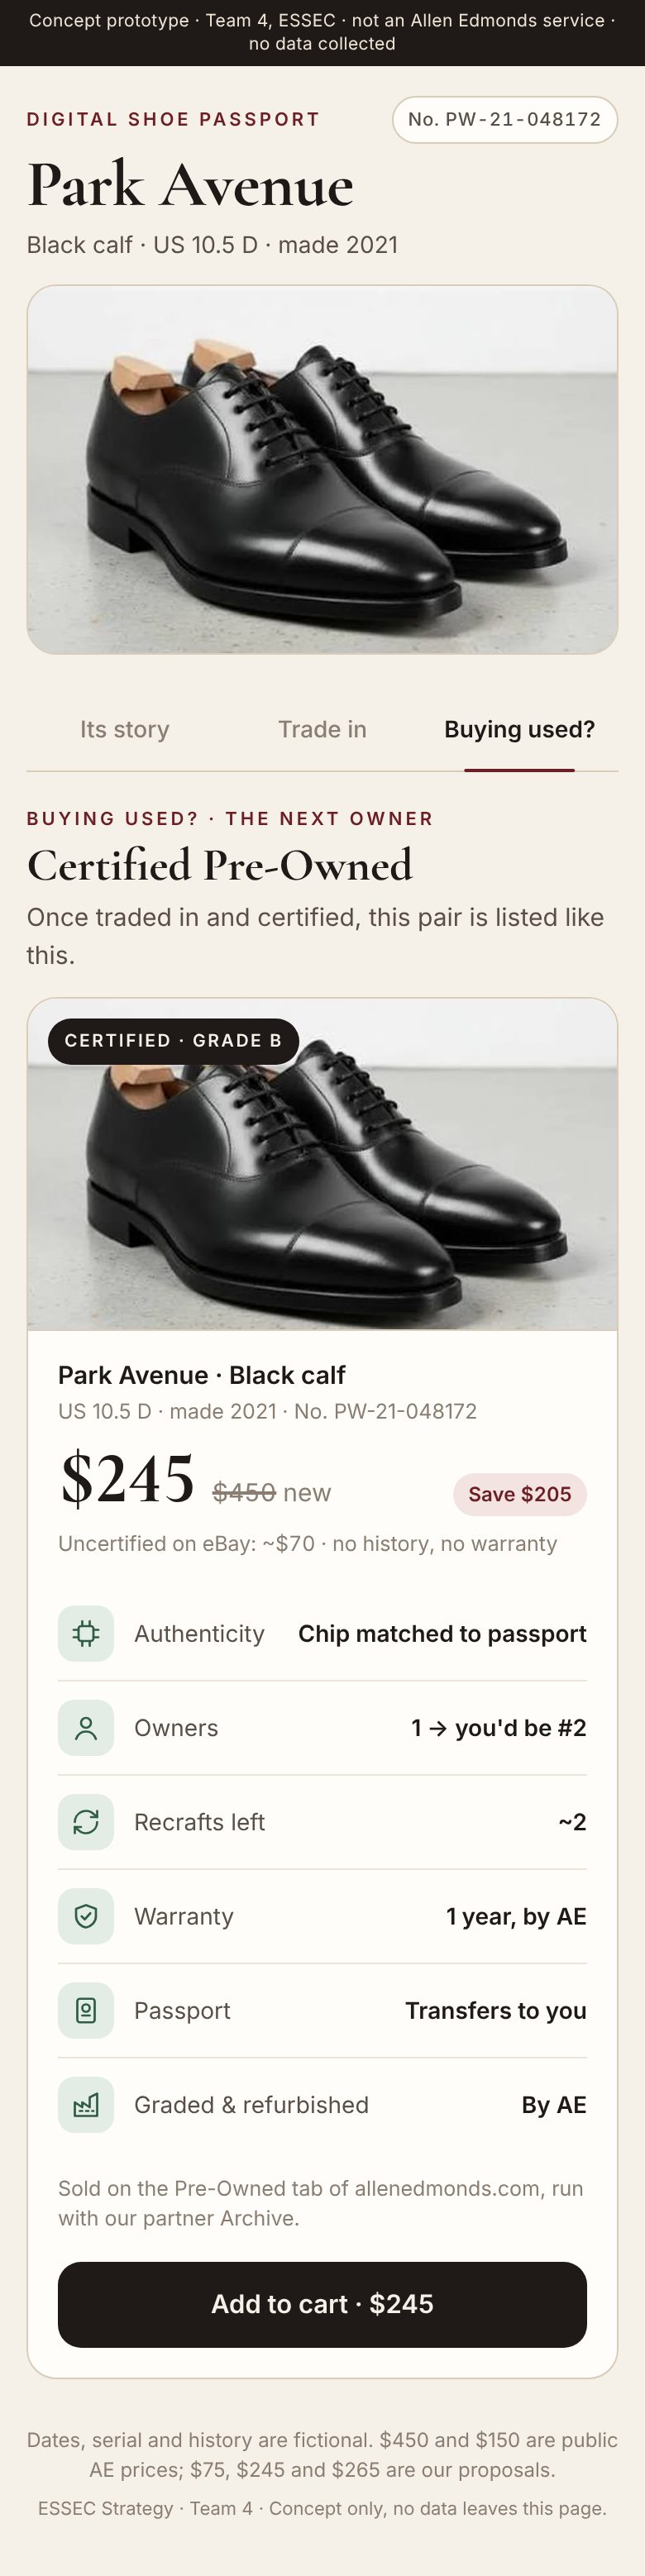 Concept prototype · Team 4, ESSEC · not an Allen Edmonds service ·
no data collected
DIGITAL SHOE PASSPORT
No. PW-21-048172
Park Avenue
Black calf · US 10.5 D · made 2021
Its story
Trade in
Buying used?
BUYING USED? · THE NEXT OWNER
Certified Pre-Owned
Once traded in and certified, this pair is listed like
this.
CERTIFIED · GRADE B
Park Avenue · Black calf
US 10.5 D · made 2021 · No. PW-21-048172
$245 $450 new
Save $205
Uncertified on eBay: ~$70 · no history, no warranty
Authenticity Chip matched to passport
Owners 1 → you'd be #2
Recrafts left ~2
Warranty 1 year, by AE
Passport Transfers to you
Graded & refurbished By AE
Sold on the Pre-Owned tab of allenedmonds.com, run
with our partner Archive.
Add to cart · $245
Dates, serial and history are fictional. $450 and $150 are public
AE prices; $75, $245 and $265 are our proposals.
ESSEC Strategy · Team 4 · Concept only, no data leaves this page.